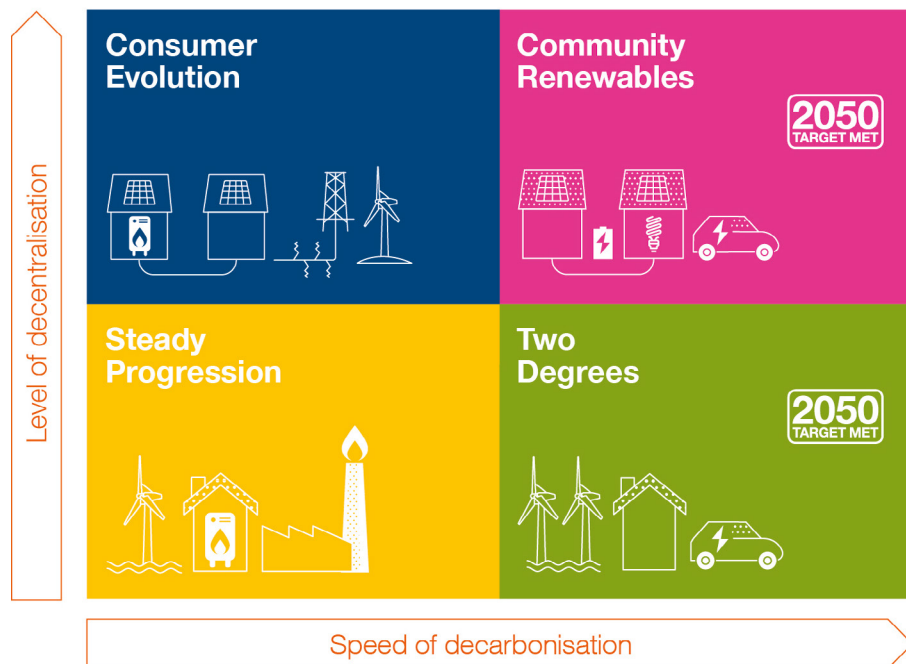 Level of decentralisation
Consumer
Evolution
Community
Renewables
2050
TARGET MET
Steady
Progression
Two
Degrees
2050
TARGET MET
Speed of decarbonisation